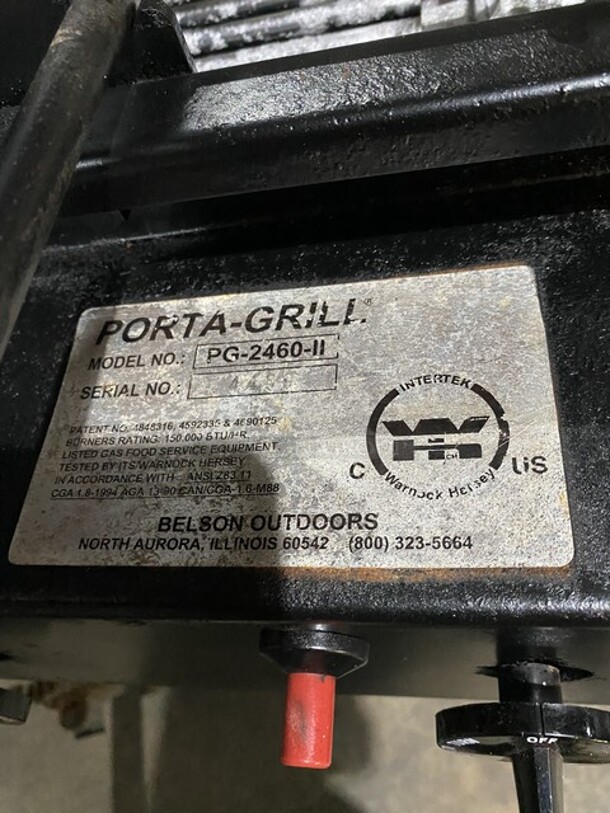 PORTA-GRILL®
MODEL NO.: PG-2460-II
SERIAL NO.:
PATENT NO. 4848316, 4592335 & 4690125
BURNERS RATING: 150,000 BTU/HR
LISTED GAS FOOD SERVICE EQUIPMENT
TESTED BY ITS/WARNOCK HERSEY
IN ACCORDANCE WITH ANSI Z83.11
CGA 1.8-1994 AGA 13-90 CAN/CGA-1.6-M88
INTERTEK
WH
Warnock Hersey
C US
BELSON OUTDOORS
NORTH AURORA, ILLINOIS 60542 (800) 323-5664
OFF